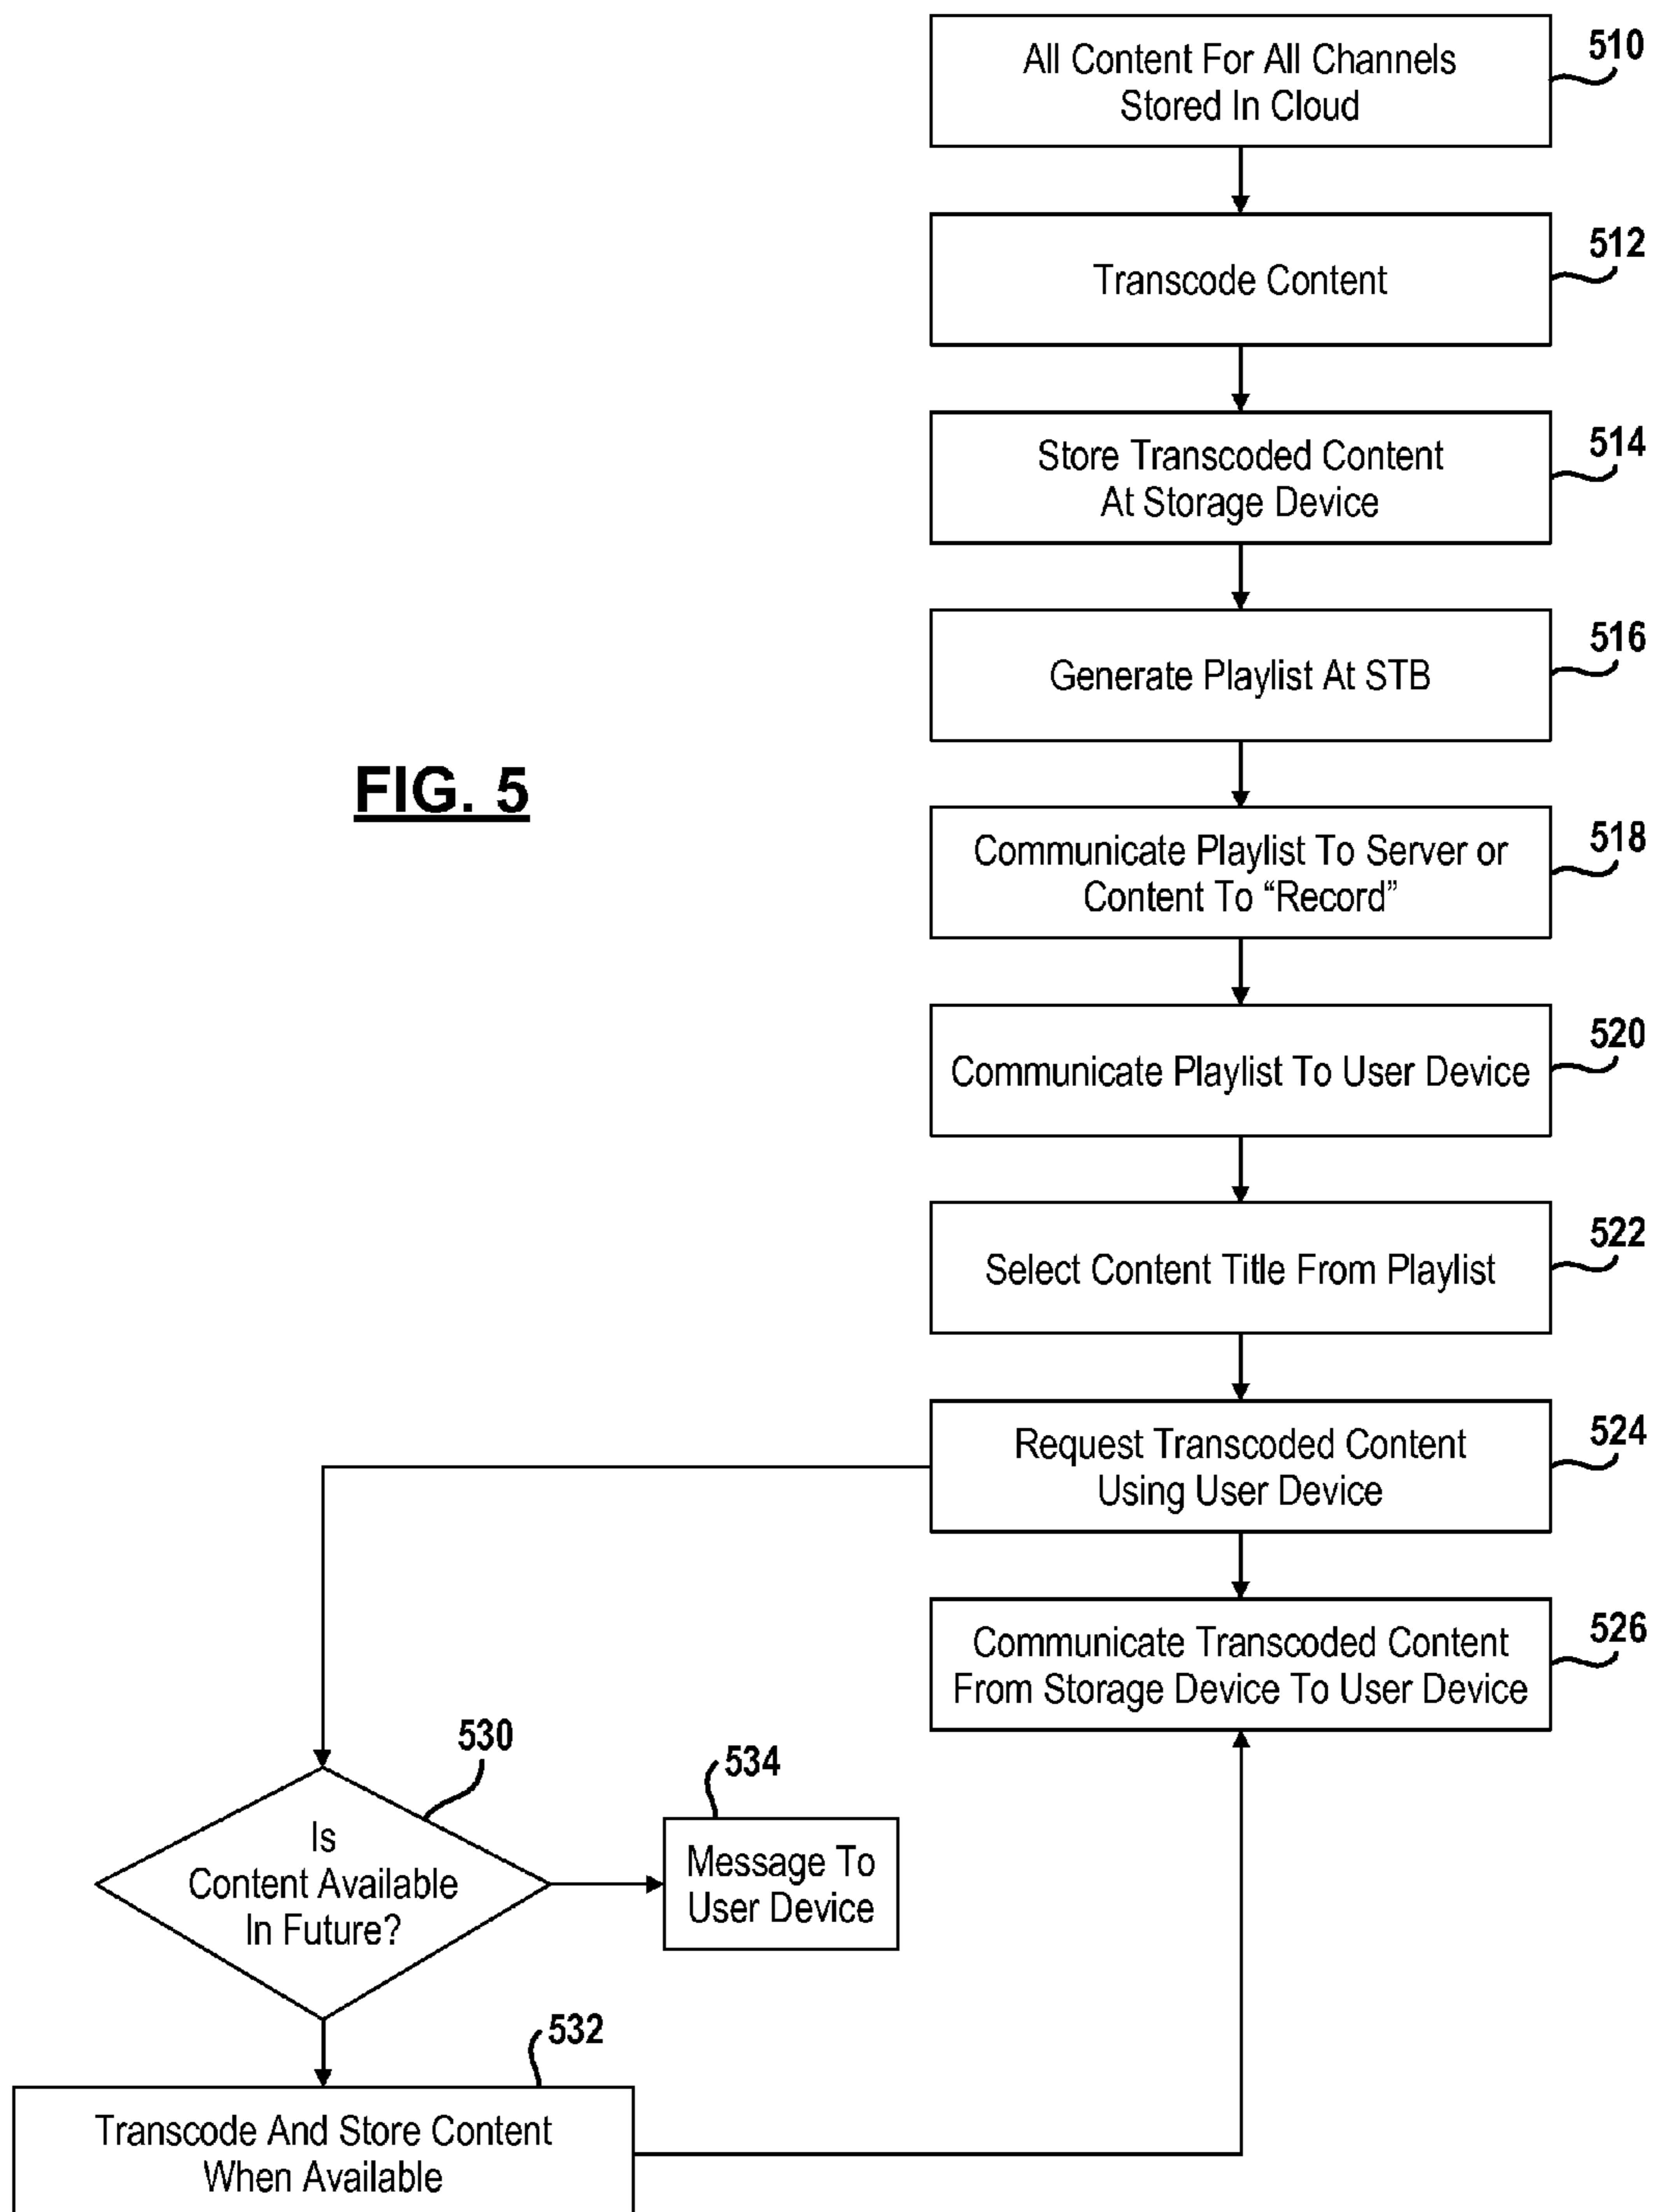 All Content For All Channels
Stored In Cloud
510
Transcode Content
512
Store Transcoded Content
At Storage Device
514
Generate Playlist At STB
516
FIG. 5
Communicate Playlist To Server or
Content To “Record”
518
Communicate Playlist To User Device
520
Select Content Title From Playlist
522
Request Transcoded Content
Using User Device
524
Communicate Transcoded Content
From Storage Device To User Device
526
530
Is
Content Available
In Future?
534
Message To
User Device
532
Transcode And Store Content
When Available